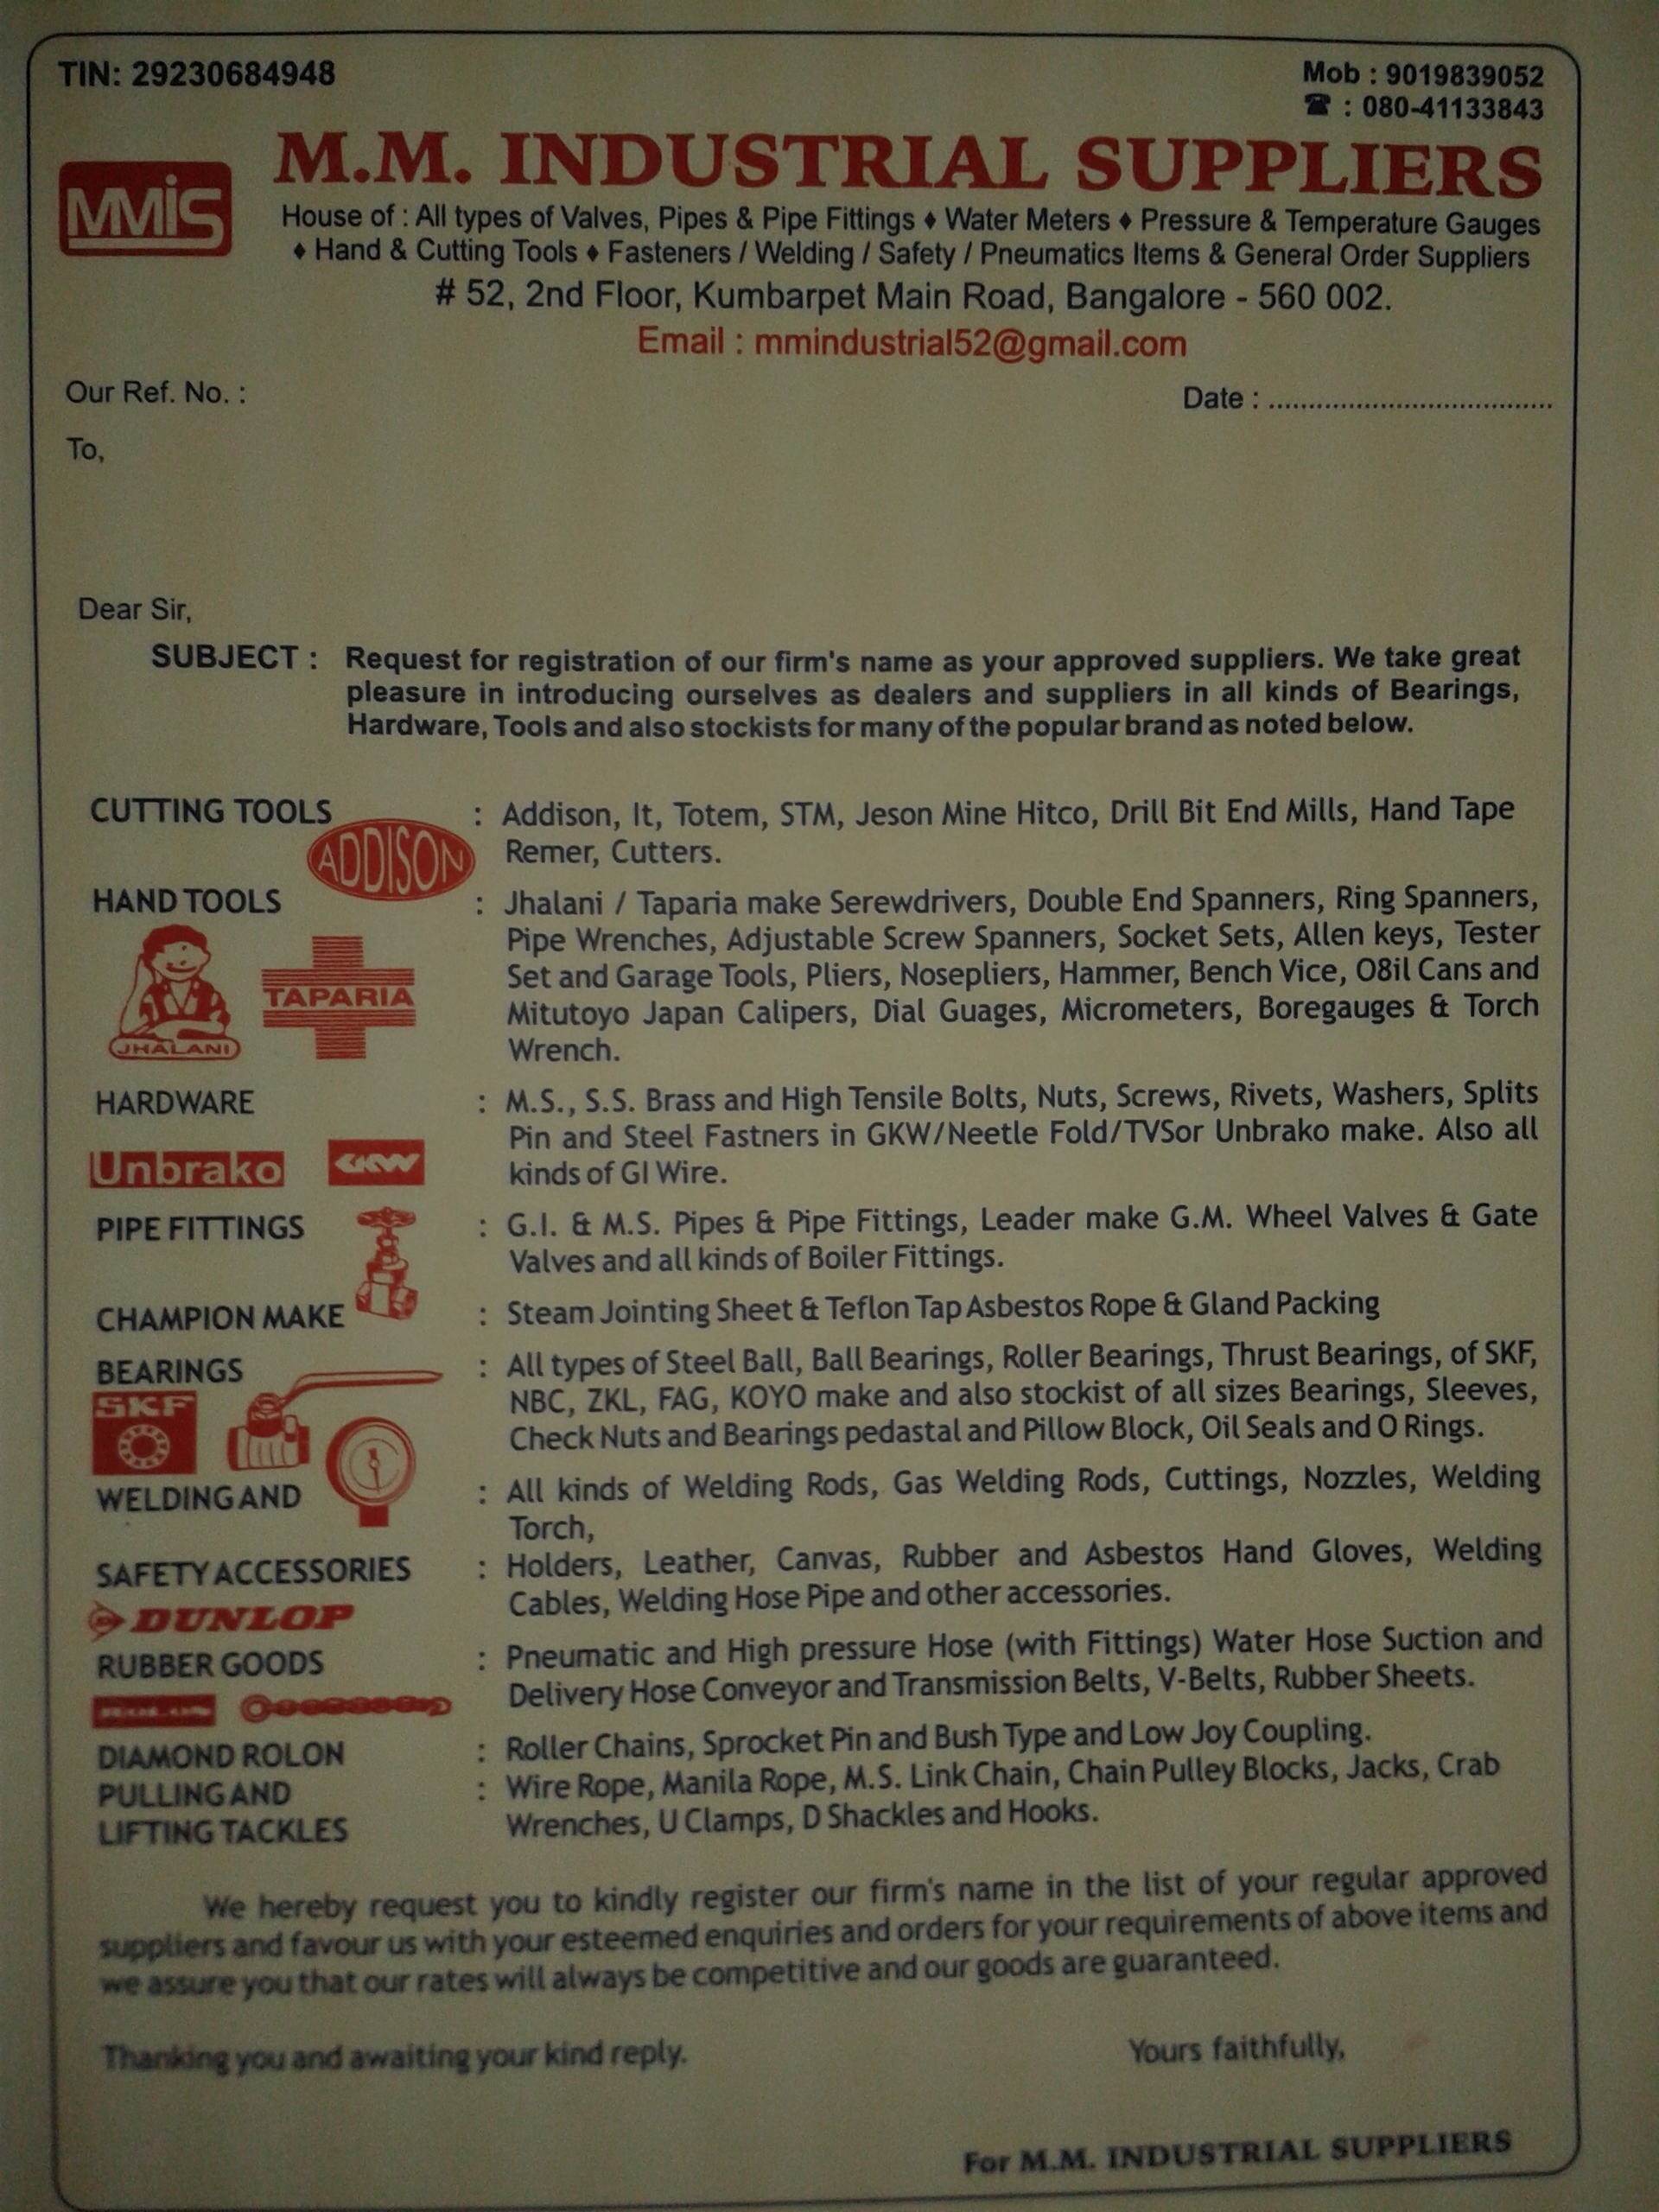 TIN: 29230684948
Mob : 9019839052
☎ : 080-41133843
MMiS
M.M. INDUSTRIAL SUPPLIERS
House of : All types of Valves, Pipes & Pipe Fittings ♦ Water Meters ♦ Pressure & Temperature Gauges
♦ Hand & Cutting Tools ♦ Fasteners / Welding / Safety / Pneumatics Items & General Order Suppliers
# 52, 2nd Floor, Kumbarpet Main Road, Bangalore - 560 002.
Email : mmindustrial52@gmail.com
Our Ref. No. :
Date : ....................................
To,
Dear Sir,
SUBJECT : Request for registration of our firm's name as your approved suppliers. We take great
pleasure in introducing ourselves as dealers and suppliers in all kinds of Bearings,
Hardware, Tools and also stockists for many of the popular brand as noted below.
CUTTING TOOLS : Addison, It, Totem, STM, Jeson Mine Hitco, Drill Bit End Mills, Hand Tape
Remer, Cutters.
ADDISON
HAND TOOLS : Jhalani / Taparia make Serewdrivers, Double End Spanners, Ring Spanners,
Pipe Wrenches, Adjustable Screw Spanners, Socket Sets, Allen keys, Tester
Set and Garage Tools, Pliers, Nosepliers, Hammer, Bench Vice, O8il Cans and
Mitutoyo Japan Calipers, Dial Guages, Micrometers, Boregauges & Torch
Wrench.
TAPARIA
JHALANI
HARDWARE : M.S., S.S. Brass and High Tensile Bolts, Nuts, Screws, Rivets, Washers, Splits
Pin and Steel Fastners in GKW/Neetle Fold/TVSor Unbrako make. Also all
kinds of GI Wire.
Unbrako
GKW
PIPE FITTINGS : G.I. & M.S. Pipes & Pipe Fittings, Leader make G.M. Wheel Valves & Gate
Valves and all kinds of Boiler Fittings.
CHAMPION MAKE : Steam Jointing Sheet & Teflon Tap Asbestos Rope & Gland Packing
BEARINGS : All types of Steel Ball, Ball Bearings, Roller Bearings, Thrust Bearings, of SKF,
NBC, ZKL, FAG, KOYO make and also stockist of all sizes Bearings, Sleeves,
Check Nuts and Bearings pedastal and Pillow Block, Oil Seals and O Rings.
SKF
WELDING AND : All kinds of Welding Rods, Gas Welding Rods, Cuttings, Nozzles, Welding
Torch,
SAFETY ACCESSORIES : Holders, Leather, Canvas, Rubber and Asbestos Hand Gloves, Welding
Cables, Welding Hose Pipe and other accessories.
DUNLOP
RUBBER GOODS : Pneumatic and High pressure Hose (with Fittings) Water Hose Suction and
Delivery Hose Conveyor and Transmission Belts, V-Belts, Rubber Sheets.
ROLON
DIAMOND ROLON : Roller Chains, Sprocket Pin and Bush Type and Low Joy Coupling.
PULLING AND : Wire Rope, Manila Rope, M.S. Link Chain, Chain Pulley Blocks, Jacks, Crab
LIFTING TACKLES Wrenches, U Clamps, D Shackles and Hooks.
We hereby request you to kindly register our firm's name in the list of your regular approved
suppliers and favour us with your esteemed enquiries and orders for your requirements of above items and
we assure you that our rates will always be competitive and our goods are guaranteed.
Thanking you and awaiting your kind reply.
Yours faithfully,
For M.M. INDUSTRIAL SUPPLIERS